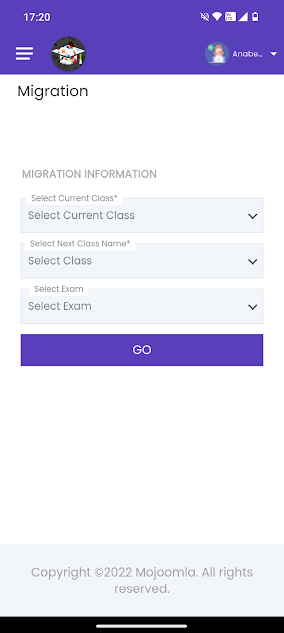 17:20
Anabe...
Migration
MIGRATION INFORMATION
Select Current Class*
Select Current Class
Select Next Class Name*
Select Class
Select Exam
Select Exam
GO
Copyright ©2022 Mojoomla. All rights
reserved.